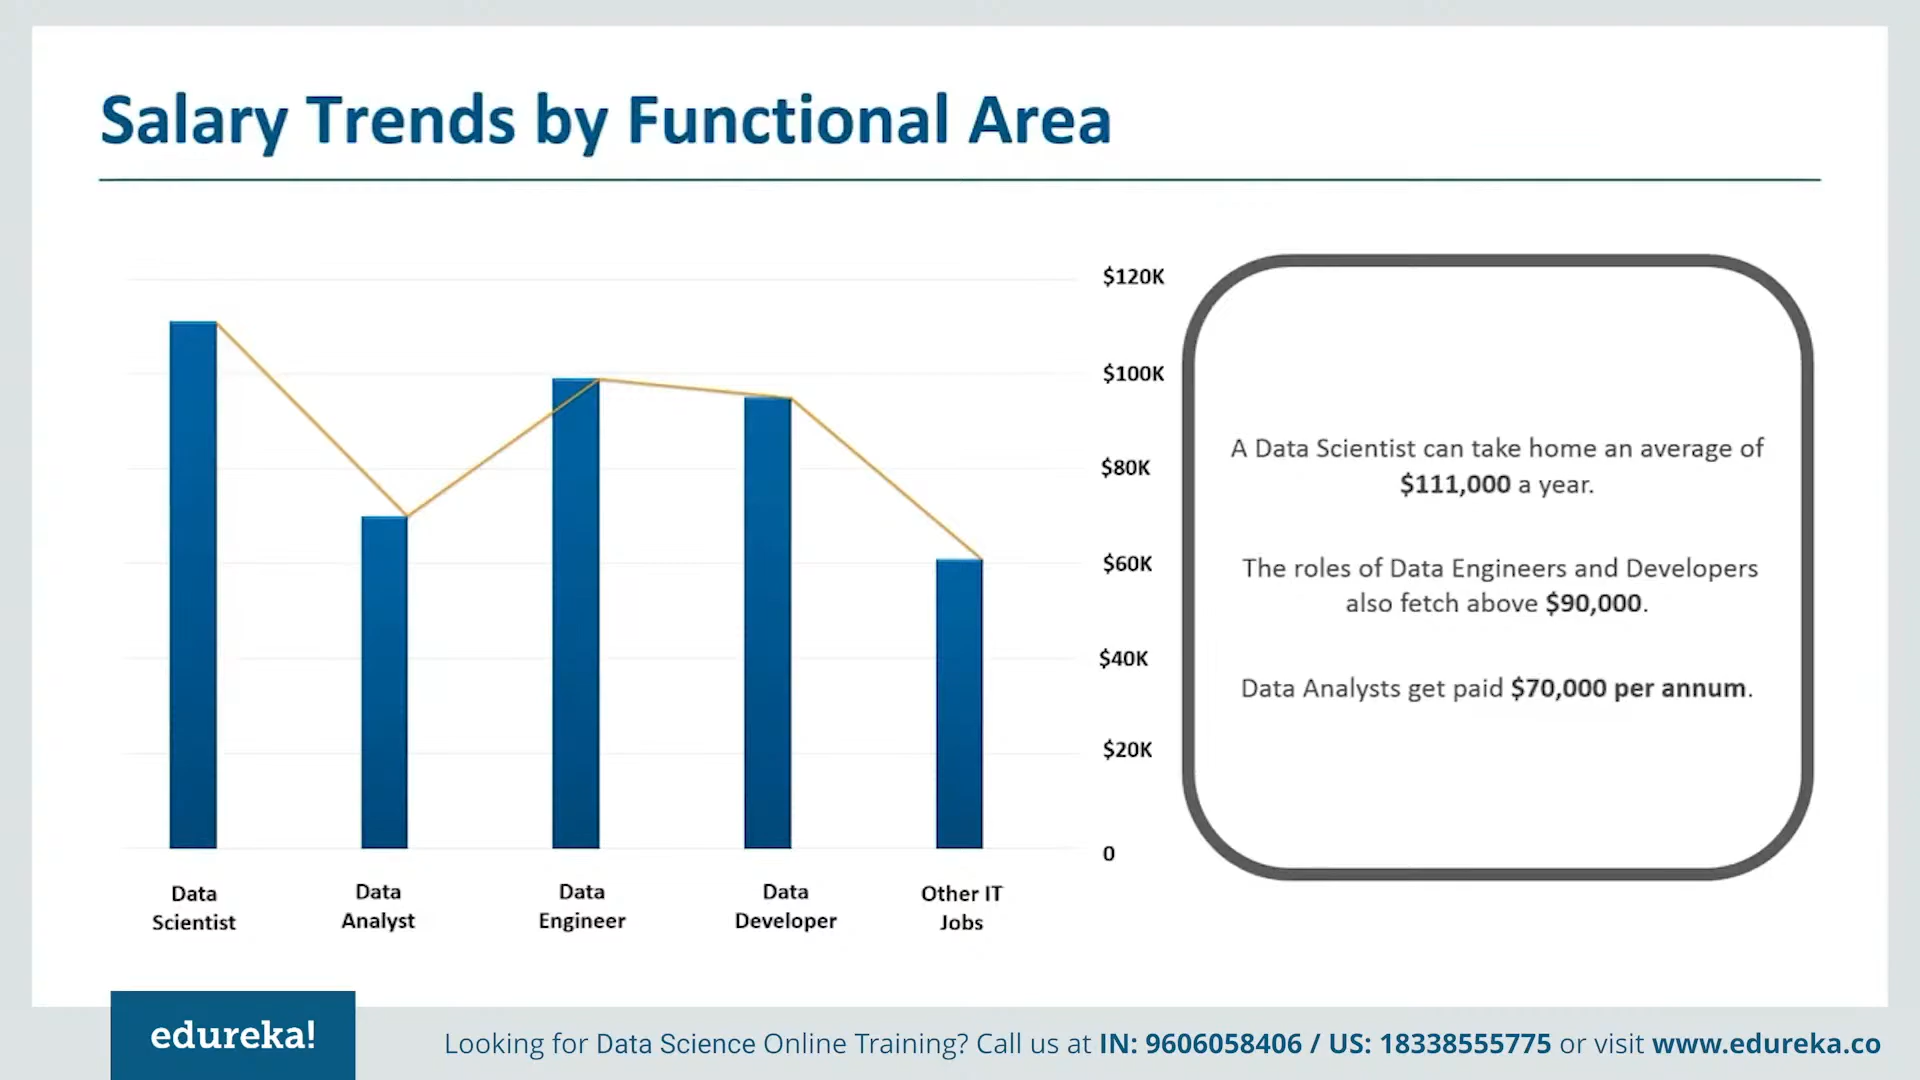 Salary Trends by Functional Area
$120K
$100K
$80K
$60K
$40K
$20K
0
Data
Scientist
Data
Analyst
Data
Engineer
Data
Developer
Other IT
Jobs
A Data Scientist can take home an average of
$111,000 a year.
The roles of Data Engineers and Developers
also fetch above $90,000.
Data Analysts get paid $70,000 per annum.
edureka!
Looking for Data Science Online Training? Call us at IN: 9606058406 / US: 18338555775 or visit www.edureka.co